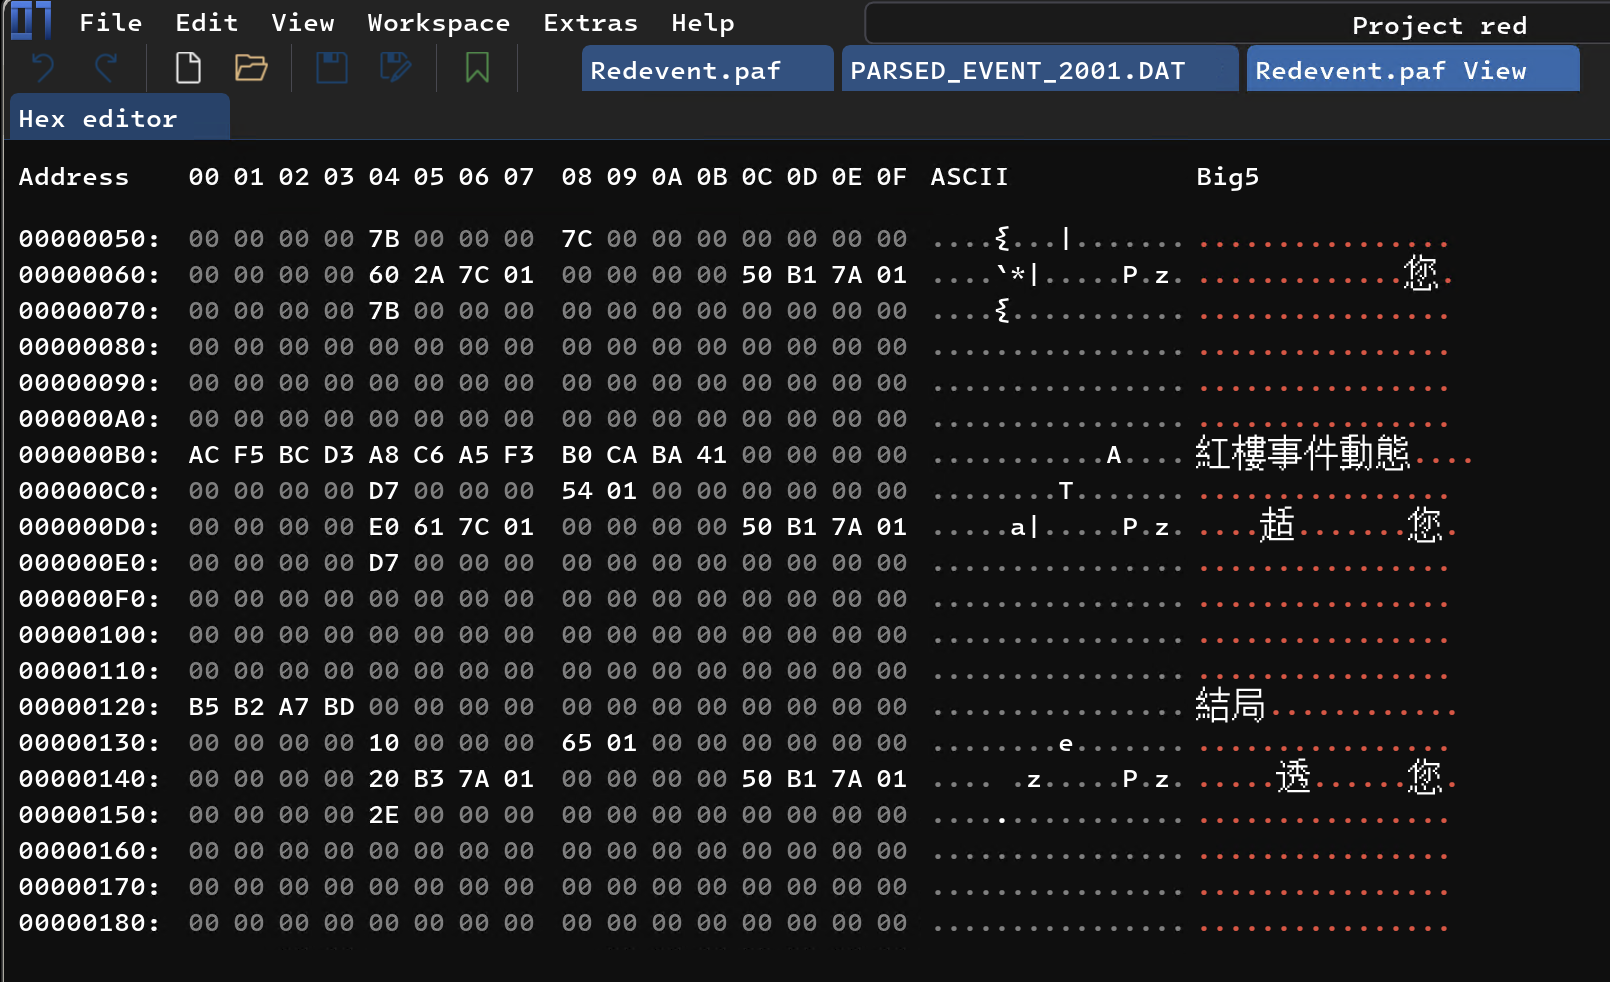 File Edit View Workspace Extras Help Project red
Redevent.paf PARSED_EVENT_2001.DAT Redevent.paf View
Hex editor
Address 00 01 02 03 04 05 06 07 08 09 0A 0B 0C 0D 0E 0F ASCII Big5
00000050: 00 00 00 00 7B 00 00 00 7C 00 00 00 00 00 00 00 ....{...|....... ................
00000060: 00 00 00 00 60 2A 7C 01 00 00 00 00 50 B1 7A 01 ....`*|.....P.z. .............您.
00000070: 00 00 00 00 7B 00 00 00 00 00 00 00 00 00 00 00 ....{........... ................
00000080: 00 00 00 00 00 00 00 00 00 00 00 00 00 00 00 00 ................ ................
00000090: 00 00 00 00 00 00 00 00 00 00 00 00 00 00 00 00 ................ ................
000000A0: 00 00 00 00 00 00 00 00 00 00 00 00 00 00 00 00 ................ ................
000000B0: AC F5 BC D3 A8 C6 A5 F3 B0 CA BA 41 00 00 00 00 ...........A.... 紅樓事件動態....
000000C0: 00 00 00 00 D7 00 00 00 54 01 00 00 00 00 00 00 ........T....... ................
000000D0: 00 00 00 00 E0 61 7C 01 00 00 00 00 50 B1 7A 01 .....a|.....P.z. ....趏.......您.
000000E0: 00 00 00 00 D7 00 00 00 00 00 00 00 00 00 00 00 ................ ................
000000F0: 00 00 00 00 00 00 00 00 00 00 00 00 00 00 00 00 ................ ................
00000100: 00 00 00 00 00 00 00 00 00 00 00 00 00 00 00 00 ................ ................
00000110: 00 00 00 00 00 00 00 00 00 00 00 00 00 00 00 00 ................ ................
00000120: B5 B2 A7 BD 00 00 00 00 00 00 00 00 00 00 00 00 ................ 結局............
00000130: 00 00 00 00 10 00 00 00 65 01 00 00 00 00 00 00 ........e....... ................
00000140: 00 00 00 00 20 B3 7A 01 00 00 00 00 50 B1 7A 01 .... .z.....P.z. .....透......您.
00000150: 00 00 00 00 2E 00 00 00 00 00 00 00 00 00 00 00 ................ ................
00000160: 00 00 00 00 00 00 00 00 00 00 00 00 00 00 00 00 ................ ................
00000170: 00 00 00 00 00 00 00 00 00 00 00 00 00 00 00 00 ................ ................
00000180: 00 00 00 00 00 00 00 00 00 00 00 00 00 00 00 00 ................ ................